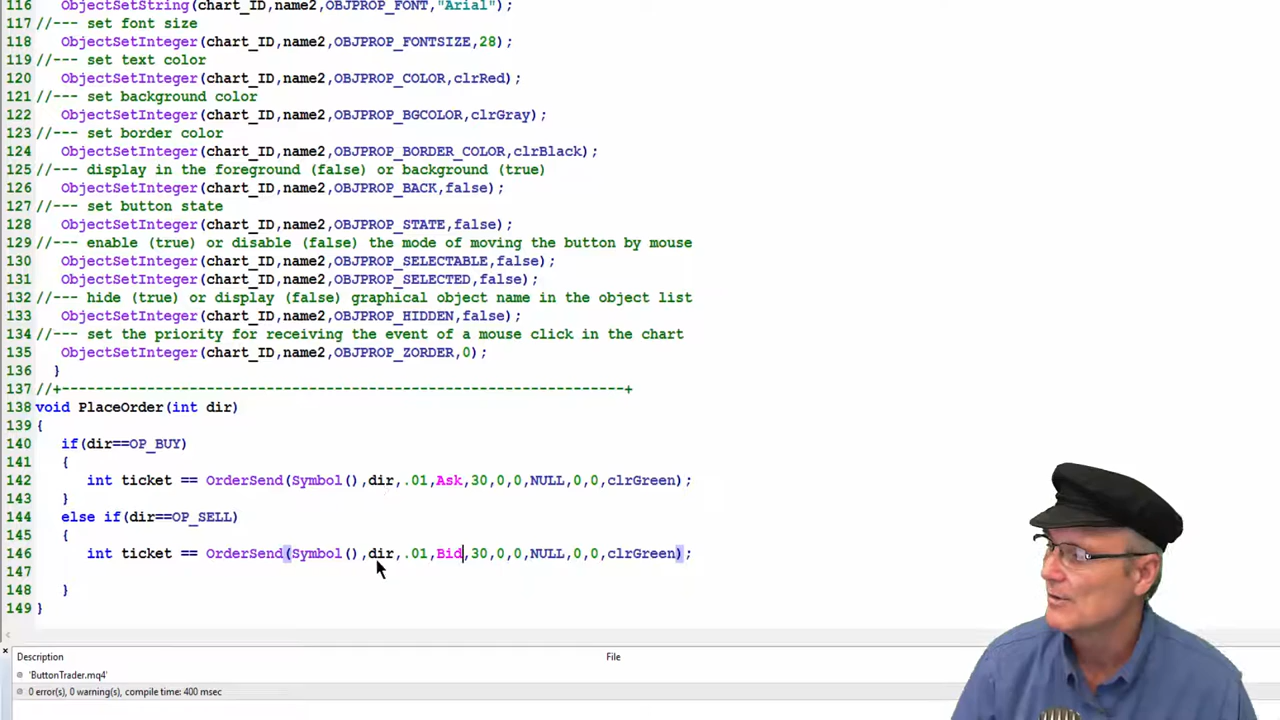 116 ObjectSetString(chart_ID,name2,OBJPROP_FONT,"Arial");
117 //--- set font size
118 ObjectSetInteger(chart_ID,name2,OBJPROP_FONTSIZE,28);
119 //--- set text color
120 ObjectSetInteger(chart_ID,name2,OBJPROP_COLOR,clrRed);
121 //--- set background color
122 ObjectSetInteger(chart_ID,name2,OBJPROP_BGCOLOR,clrGray);
123 //--- set border color
124 ObjectSetInteger(chart_ID,name2,OBJPROP_BORDER_COLOR,clrBlack);
125 //--- display in the foreground (false) or background (true)
126 ObjectSetInteger(chart_ID,name2,OBJPROP_BACK,false);
127 //--- set button state
128 ObjectSetInteger(chart_ID,name2,OBJPROP_STATE,false);
129 //--- enable (true) or disable (false) the mode of moving the button by mouse
130 ObjectSetInteger(chart_ID,name2,OBJPROP_SELECTABLE,false);
131 ObjectSetInteger(chart_ID,name2,OBJPROP_SELECTED,false);
132 //--- hide (true) or display (false) graphical object name in the object list
133 ObjectSetInteger(chart_ID,name2,OBJPROP_HIDDEN,false);
134 //--- set the priority for receiving the event of a mouse click in the chart
135 ObjectSetInteger(chart_ID,name2,OBJPROP_ZORDER,0);
136 }
137 //+------------------------------------------------------------------+
138 void PlaceOrder(int dir)
139 {
140 if(dir==OP_BUY)
141 {
142 int ticket == OrderSend(Symbol(),dir,.01,Ask,30,0,0,NULL,0,0,clrGreen);
143 }
144 else if(dir==OP_SELL)
145 {
146 int ticket == OrderSend(Symbol(),dir,.01,Bid,30,0,0,NULL,0,0,clrGreen);
147
148 }
149 }
Description File
'ButtonTrader.mq4'
0 error(s), 0 warning(s), compile time: 400 msec